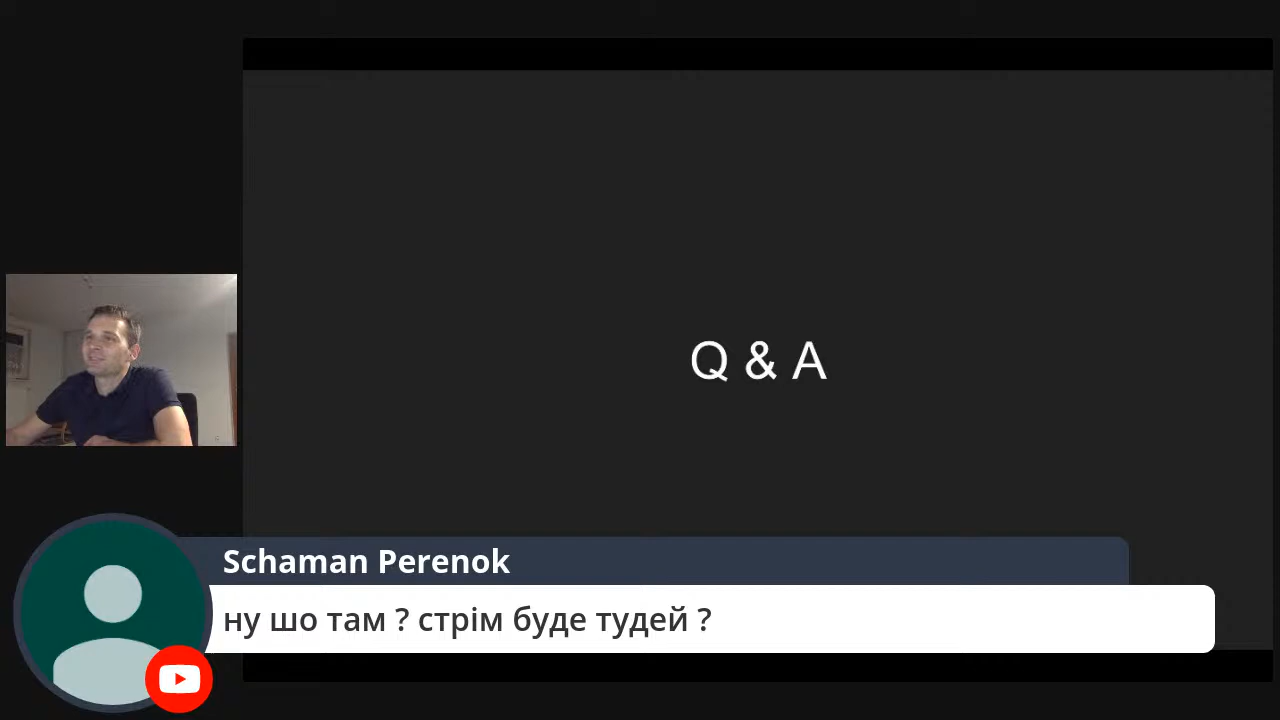 Q & A
Schaman Perenok
ну шо там ? стрім буде тудей ?